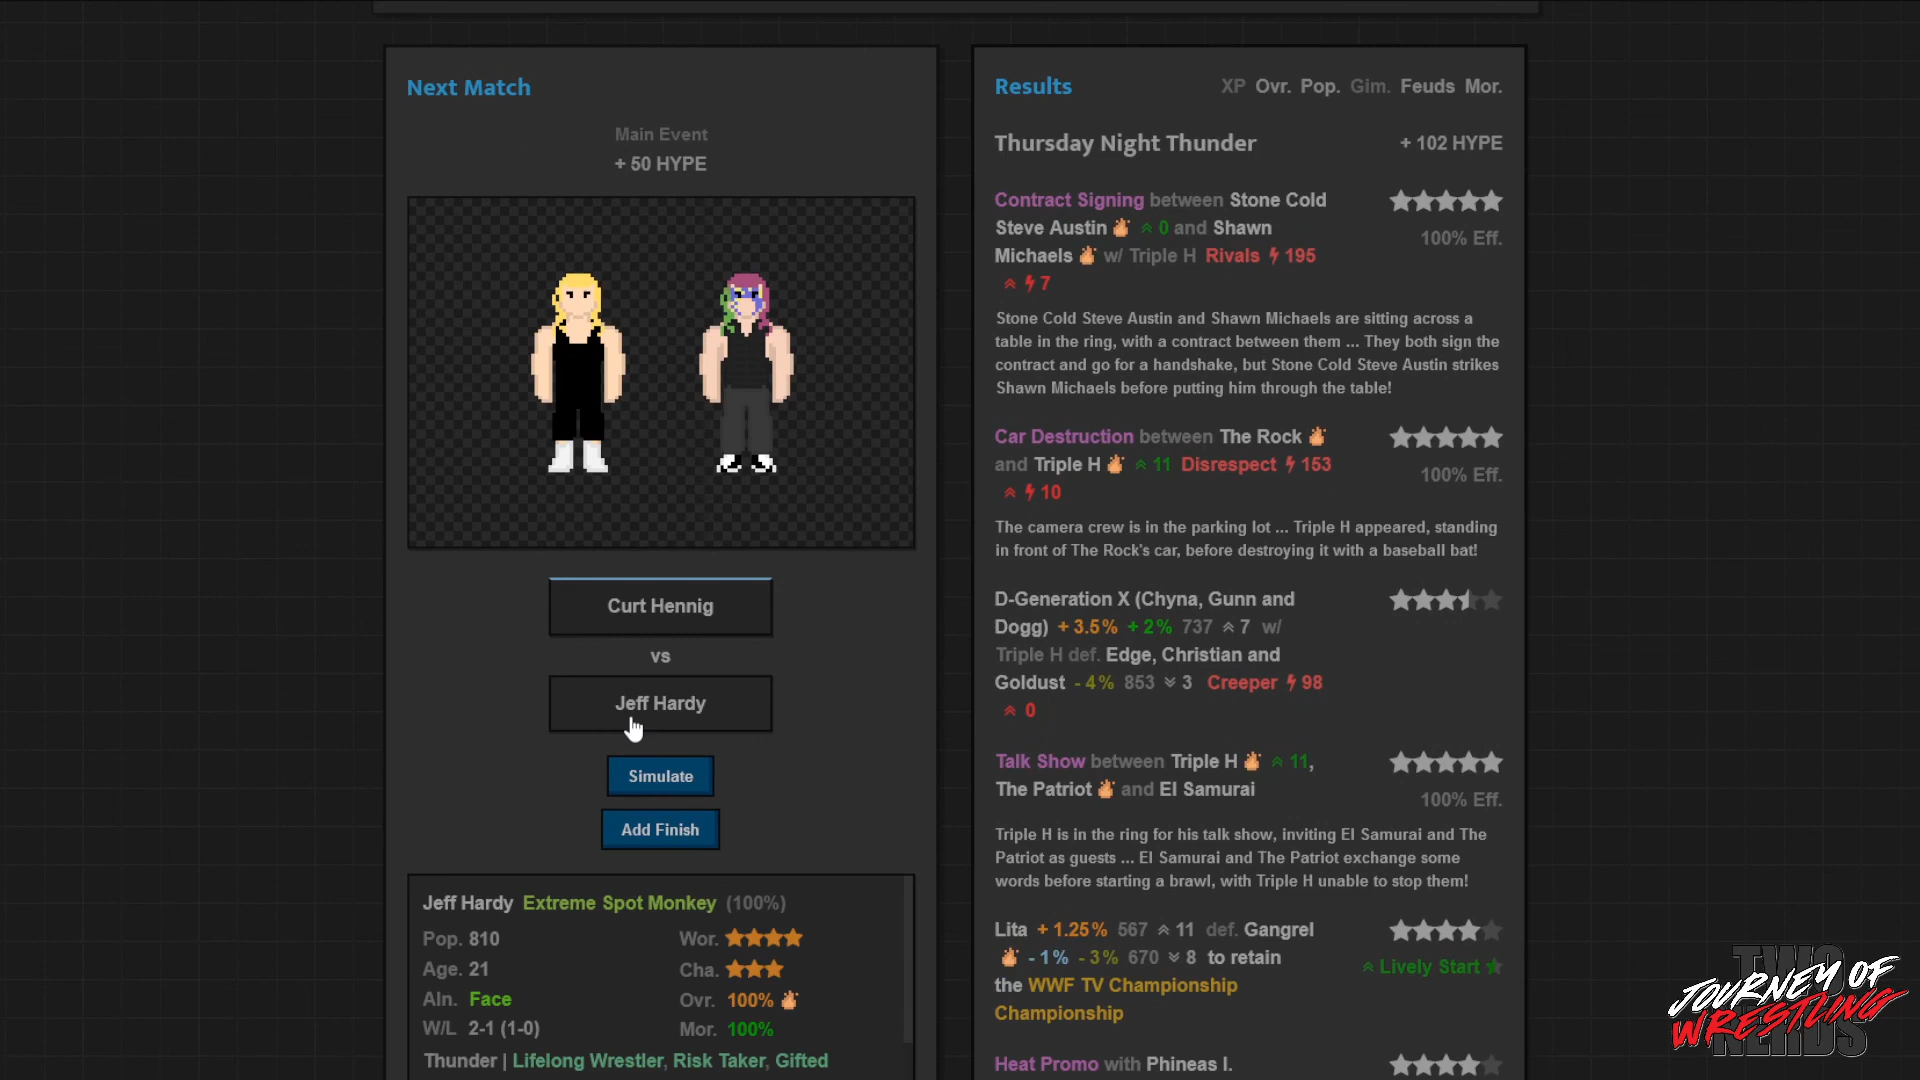 Next Match
Main Event
+ 50 HYPE
Curt Hennig
vs
Jeff Hardy
Simulate
Add Finish
Jeff Hardy Extreme Spot Monkey (100%)
Pop. 810 Wor.
Age. 21 Cha.
Aln. Face Ovr. 100%
W/L 2-1 (1-0) Mor. 100%
Thunder | Lifelong Wrestler, Risk Taker, Gifted
Results XP Ovr. Pop. Gim. Feuds Mor.
Thursday Night Thunder + 102 HYPE
Contract Signing between Stone Cold
Steve Austin 0 and Shawn 100% Eff.
Michaels w/ Triple H Rivals 195
7
Stone Cold Steve Austin and Shawn Michaels are sitting across a
table in the ring, with a contract between them ... They both sign the
contract and go for a handshake, but Stone Cold Steve Austin strikes
Shawn Michaels before putting him through the table!
Car Destruction between The Rock
and Triple H 11 Disrespect 153 100% Eff.
10
The camera crew is in the parking lot ... Triple H appeared, standing
in front of The Rock's car, before destroying it with a baseball bat!
D-Generation X (Chyna, Gunn and
Dogg) + 3.5% + 2% 737 7 w/
Triple H def. Edge, Christian and
Goldust - 4% 853 3 Creeper 98
0
Talk Show between Triple H 11,
The Patriot and El Samurai 100% Eff.
Triple H is in the ring for his talk show, inviting El Samurai and The
Patriot as guests ... El Samurai and The Patriot exchange some
words before starting a brawl, with Triple H unable to stop them!
Lita + 1.25% 567 11 def. Gangrel
- 1% - 3% 670 8 to retain Lively Start
the WWF TV Championship
Championship
Heat Promo with Phineas I.
TWO
JOURNEY OF
WRESTLING
NERDS